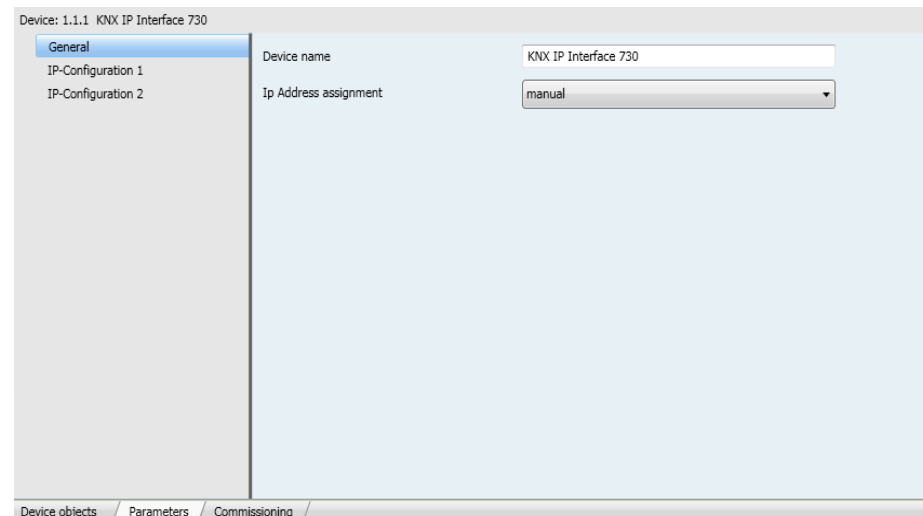 Device: 1.1.1 KNX IP Interface 730
General
IP-Configuration 1
IP-Configuration 2
Device name
KNX IP Interface 730
Ip Address assignment
manual
Device objects / Parameters / Commissioning /